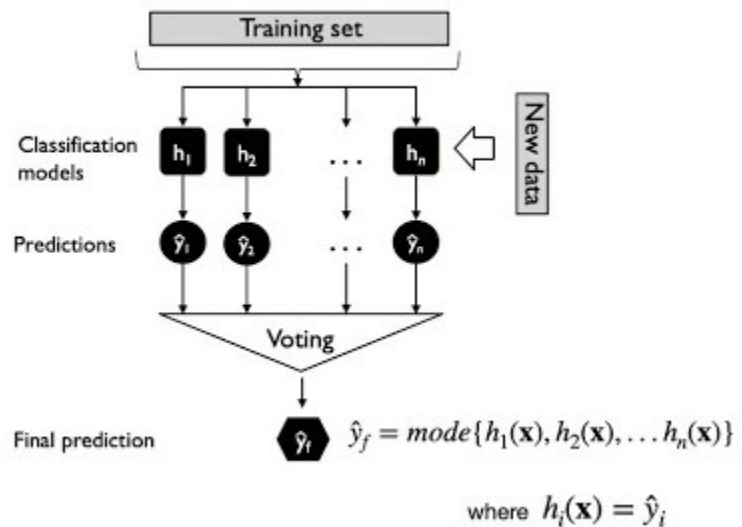 Training set
Classification
models
h₁ h₂ ... hₙ
New data
Predictions
ŷ₁ ŷ₂ ... ŷₙ
Voting
Final prediction
ŷf ŷf = mode{h₁(x), h₂(x), . . . hₙ(x)}
where hᵢ(x) = ŷᵢ